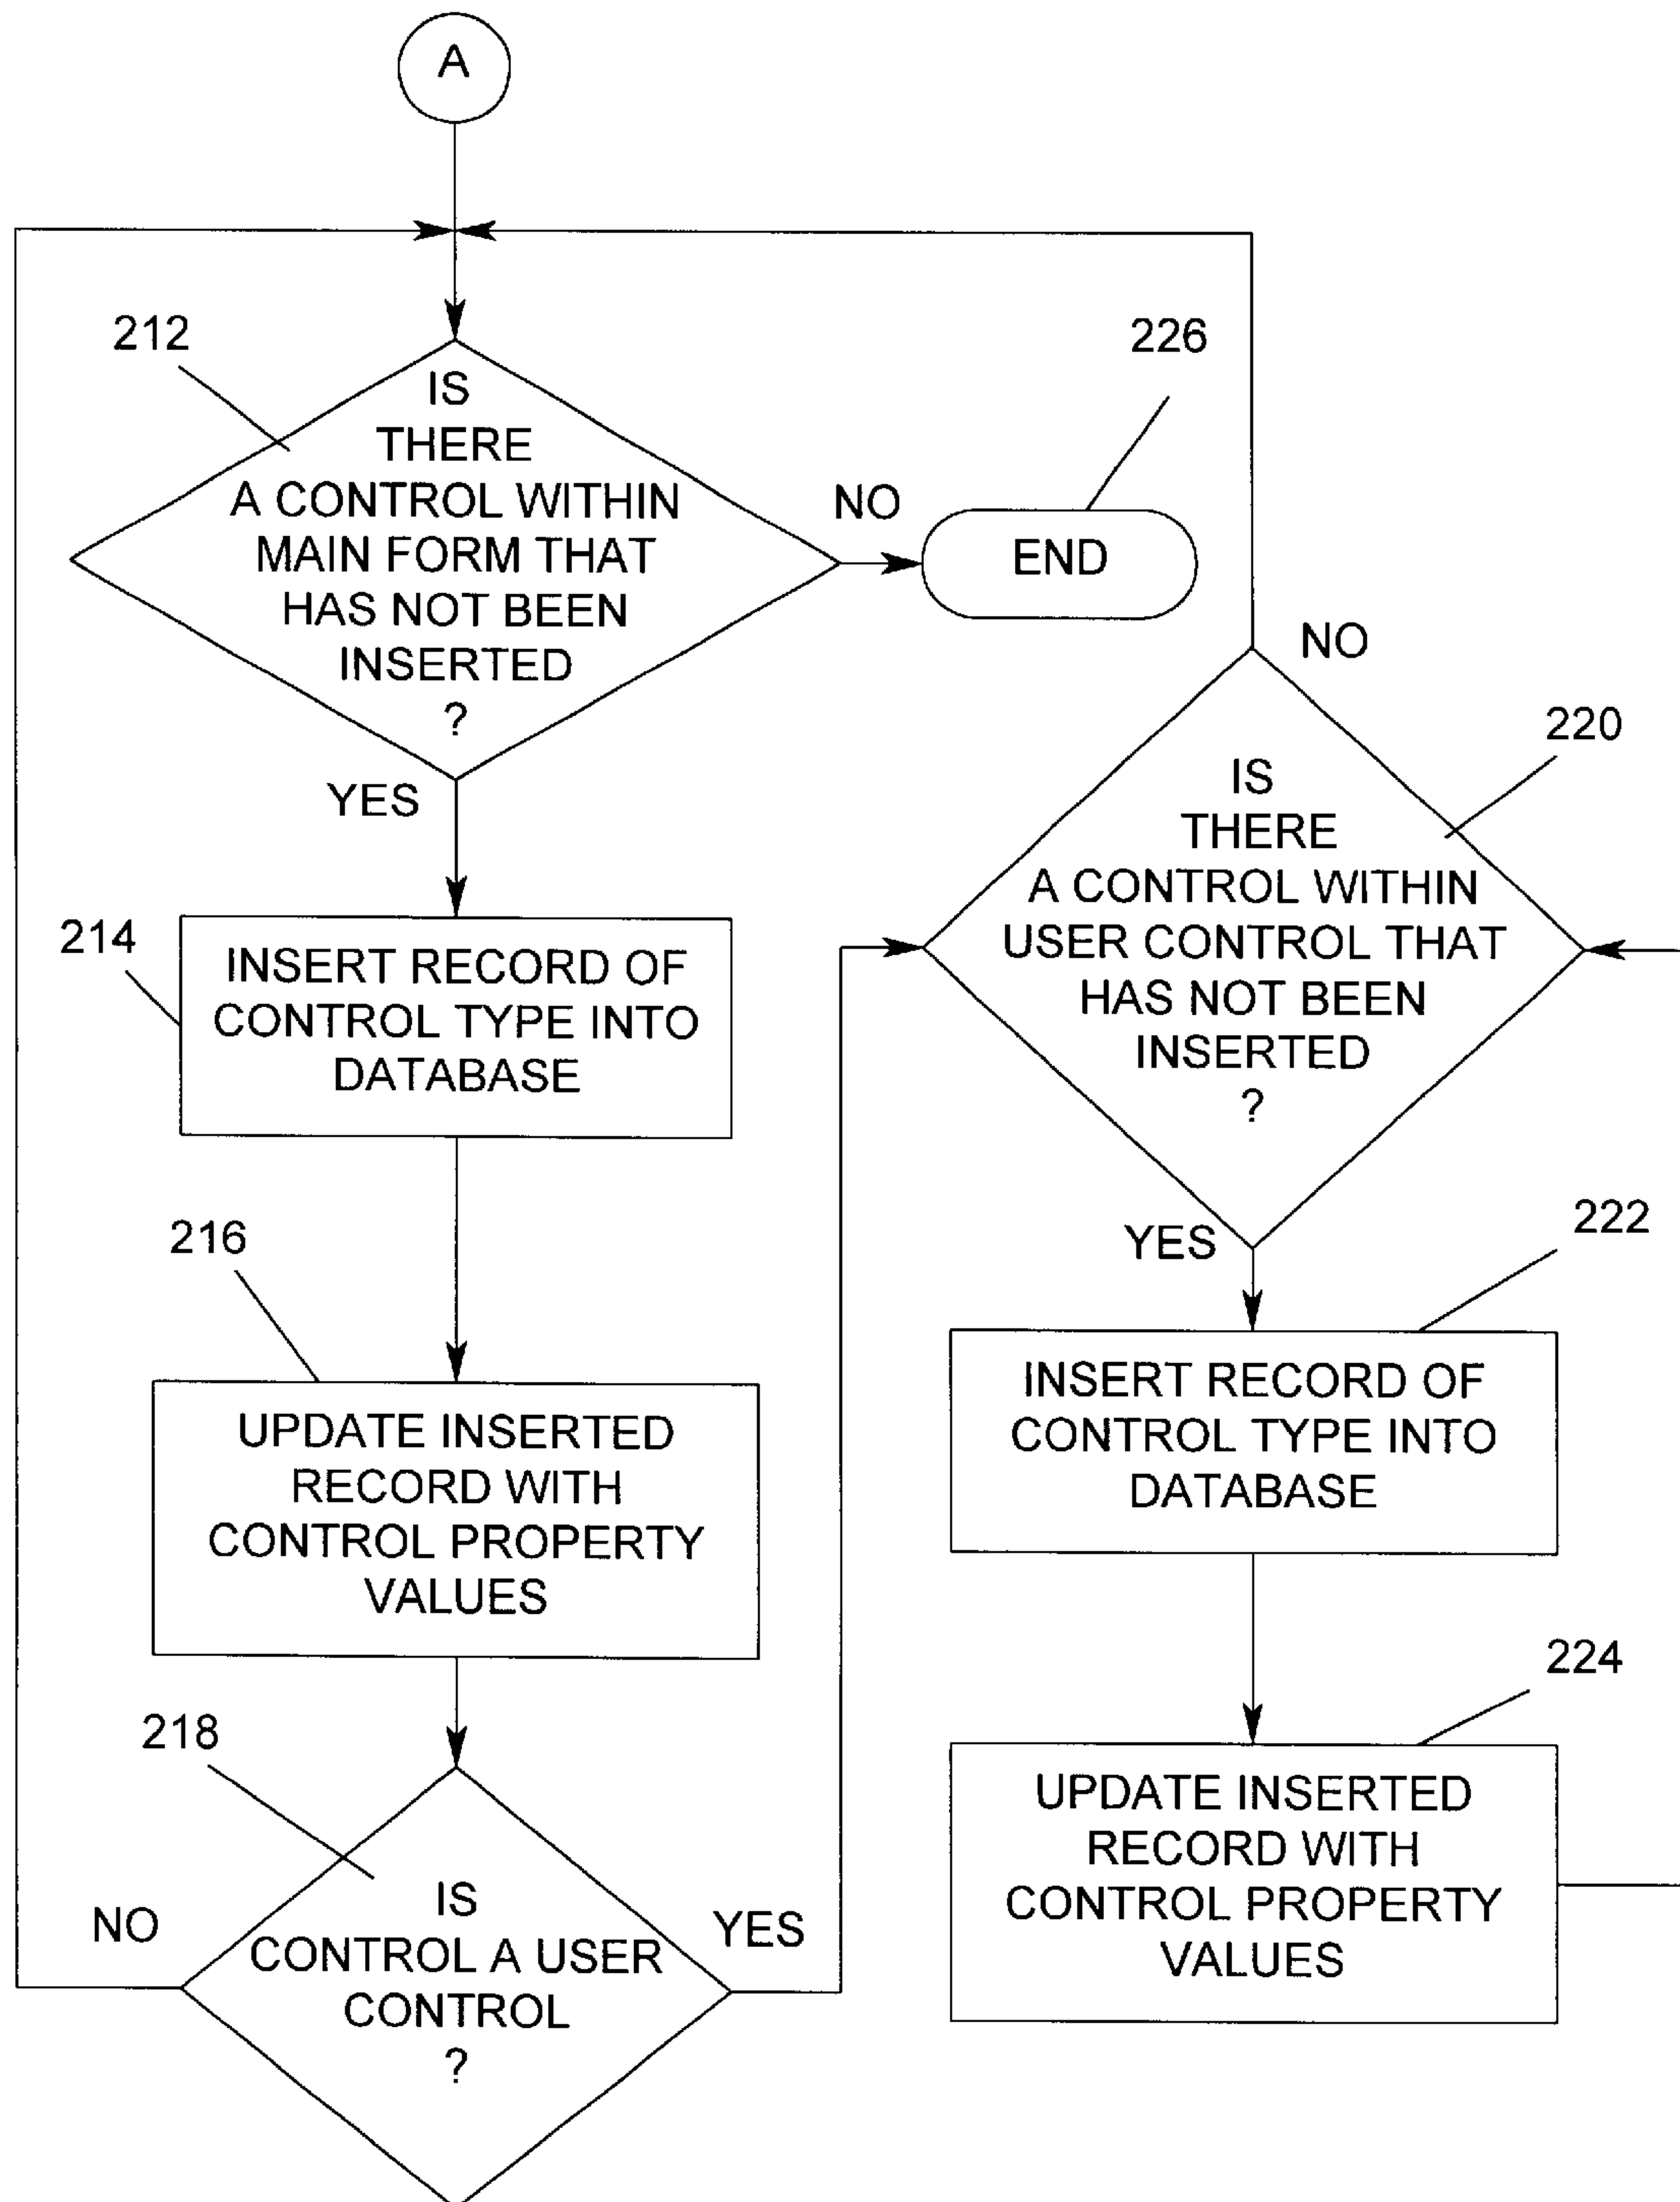 A
212
IS
THERE
A CONTROL WITHIN
MAIN FORM THAT
HAS NOT BEEN
INSERTED
?
NO
226
END
YES
214
INSERT RECORD OF
CONTROL TYPE INTO
DATABASE
216
UPDATE INSERTED
RECORD WITH
CONTROL PROPERTY
VALUES
218
IS
CONTROL A USER
CONTROL
?
NO
YES
NO
220
IS
THERE
A CONTROL WITHIN
USER CONTROL THAT
HAS NOT BEEN
INSERTED
?
YES
222
INSERT RECORD OF
CONTROL TYPE INTO
DATABASE
224
UPDATE INSERTED
RECORD WITH
CONTROL PROPERTY
VALUES